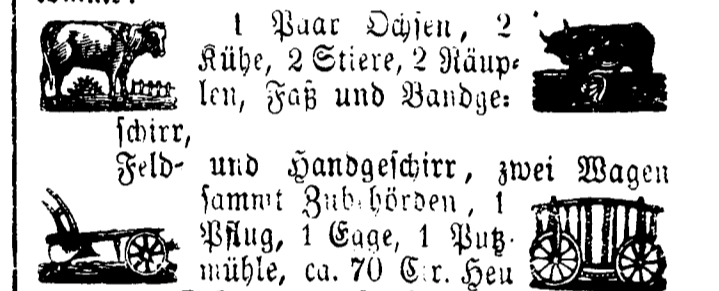 1 Paar Ochsen, 2
Kühe, 2 Stiere, 2 Räup-
len, Faß und Bandge-
schirr,
Feld- und Handgeschirr, zwei Wagen
sammt Zubehörden, 1
Pflug, 1 Egge, 1 Putz-
mühle, ca. 70 Ctr. Heu